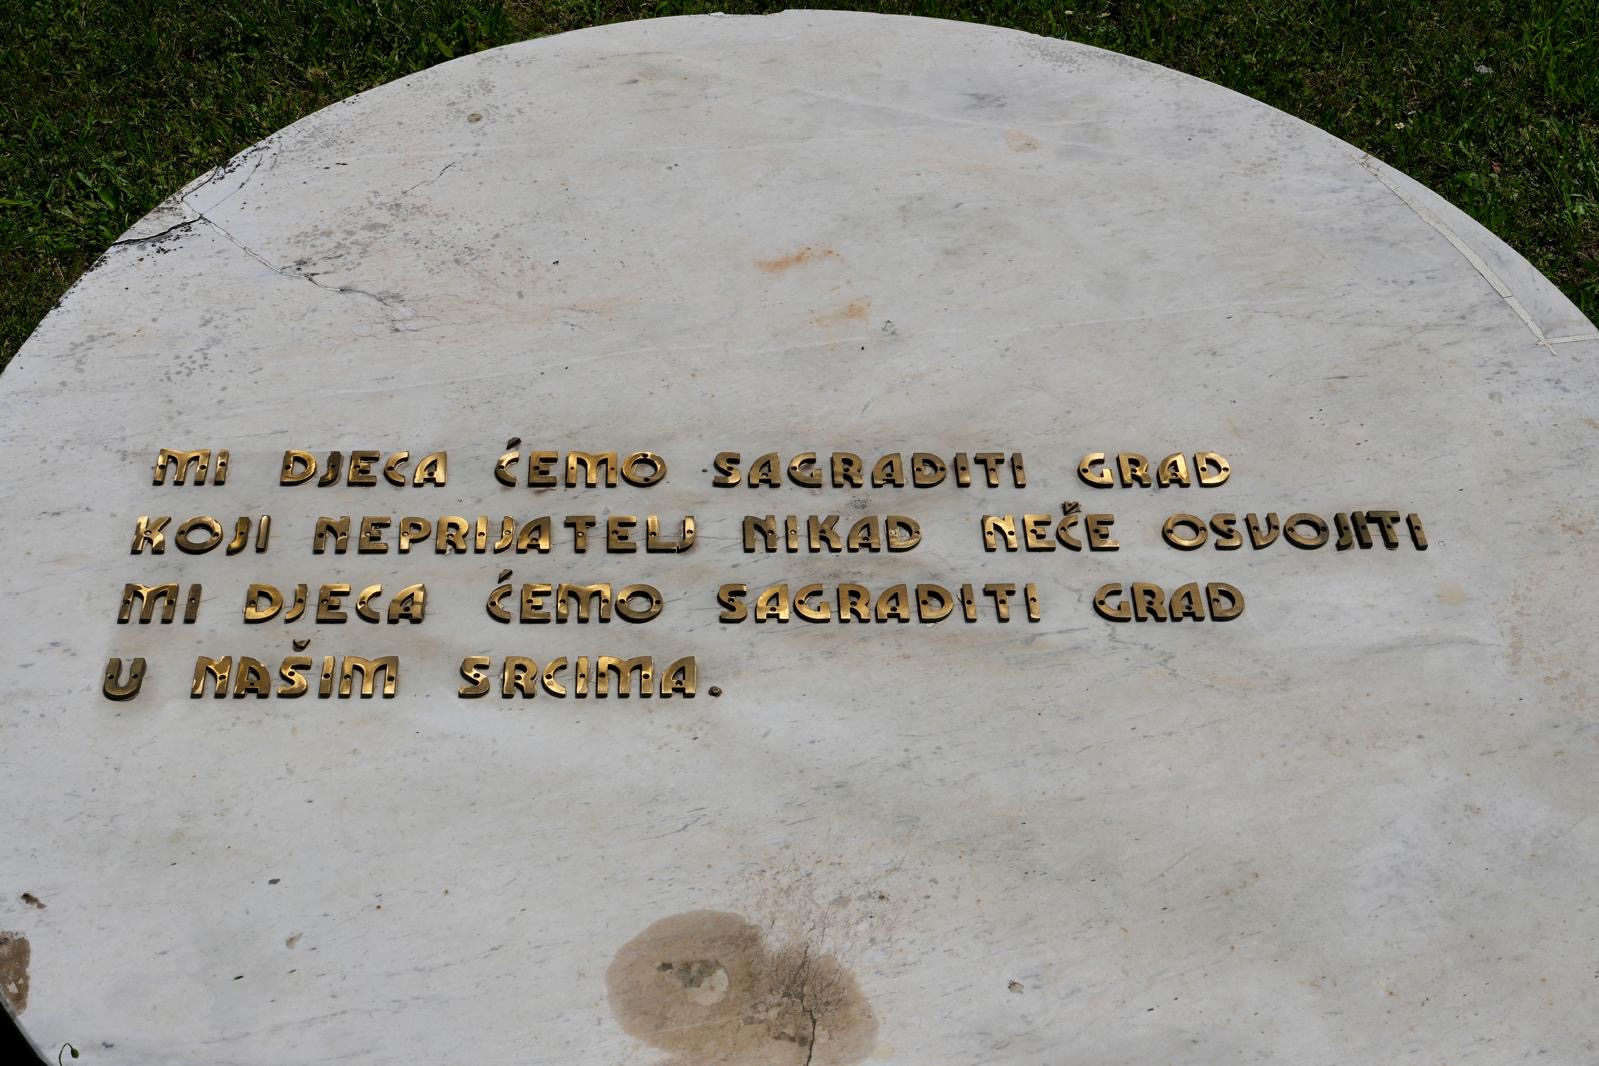 MI DJECA ĆEMO SAGRADITI GRAD
KOJI NEPRIJATELJ NIKAD NEĆE OSVOJITI
MI DJECA ĆEMO SAGRADITI GRAD
U NAŠIM SRCIMA.